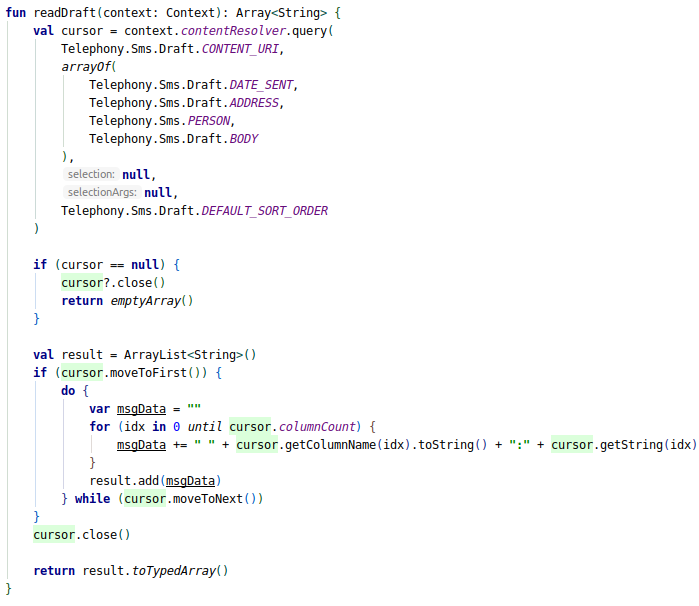 fun readDraft(context: Context): Array<String> {
    val cursor = context.contentResolver.query(
        Telephony.Sms.Draft.CONTENT_URI,
        arrayOf(
            Telephony.Sms.Draft.DATE_SENT,
            Telephony.Sms.Draft.ADDRESS,
            Telephony.Sms.PERSON,
            Telephony.Sms.Draft.BODY
        ),
        selection: null,
        selectionArgs: null,
        Telephony.Sms.Draft.DEFAULT_SORT_ORDER
    )

    if (cursor == null) {
        cursor?.close()
        return emptyArray()
    }

    val result = ArrayList<String>()
    if (cursor.moveToFirst()) {
        do {
            var msgData = ""
            for (idx in 0 until cursor.columnCount) {
                msgData += " " + cursor.getColumnName(idx).toString() + ":" + cursor.getString(idx)
            }
            result.add(msgData)
        } while (cursor.moveToNext())
    }
    cursor.close()

    return result.toTypedArray()
}